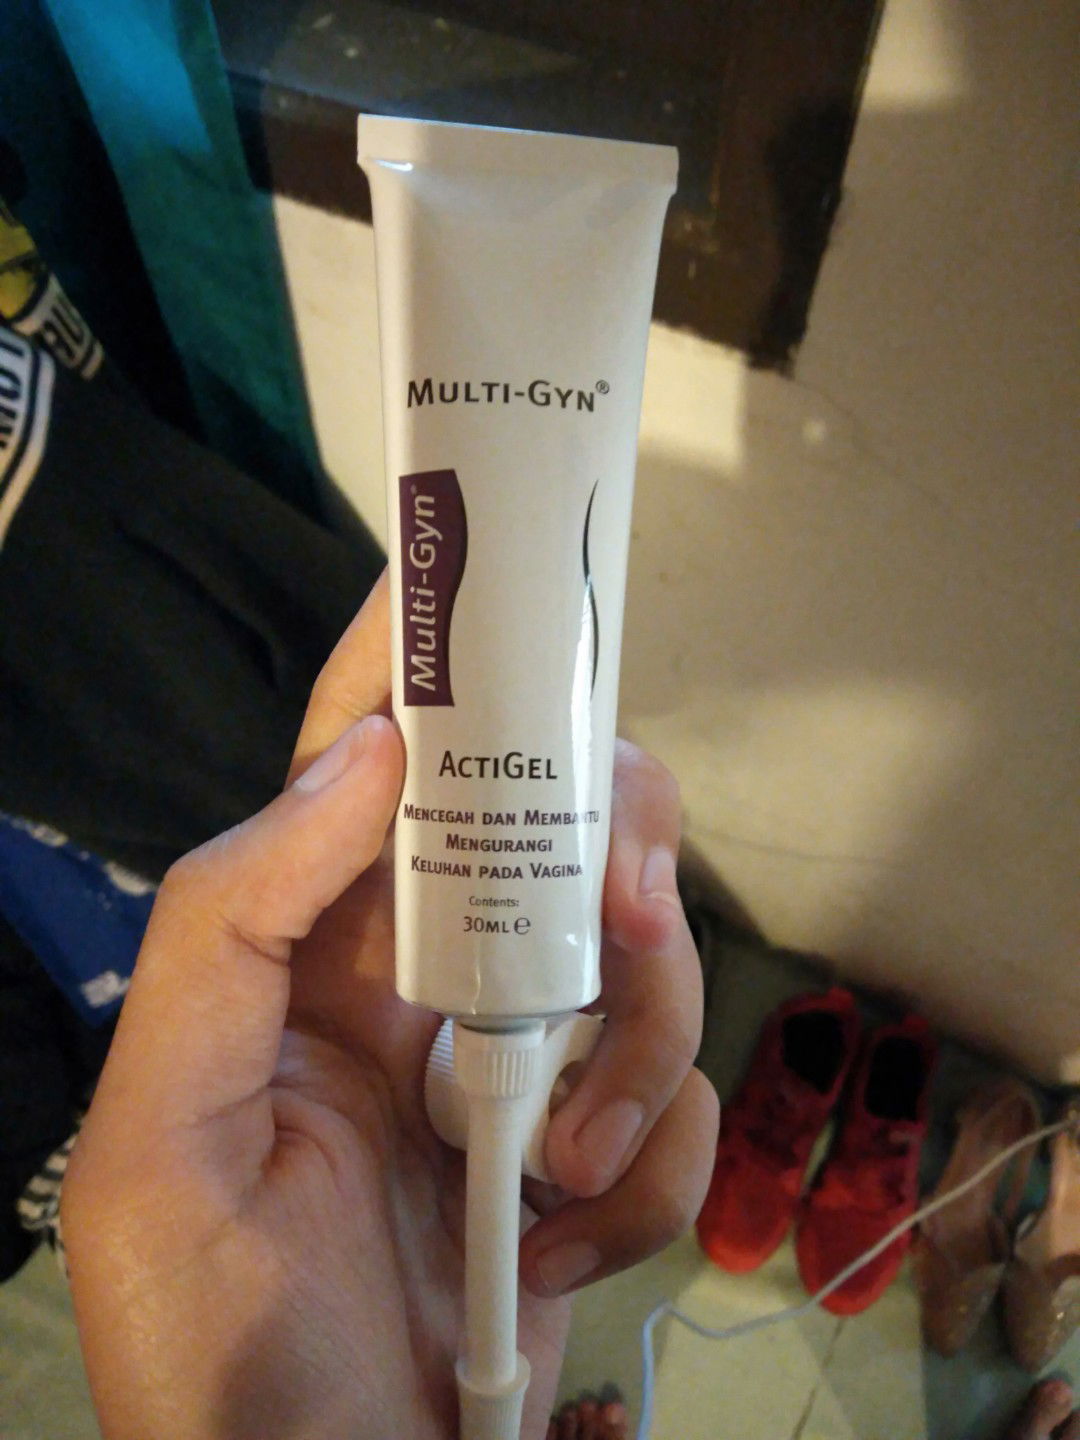 MULTI-GYN®
Multi-Gyn®
ACTIGEL
MENCEGAH DAN MEMBANTU
MENGURANGI
KELUHAN PADA VAGINA
Contents:
30ML ℮